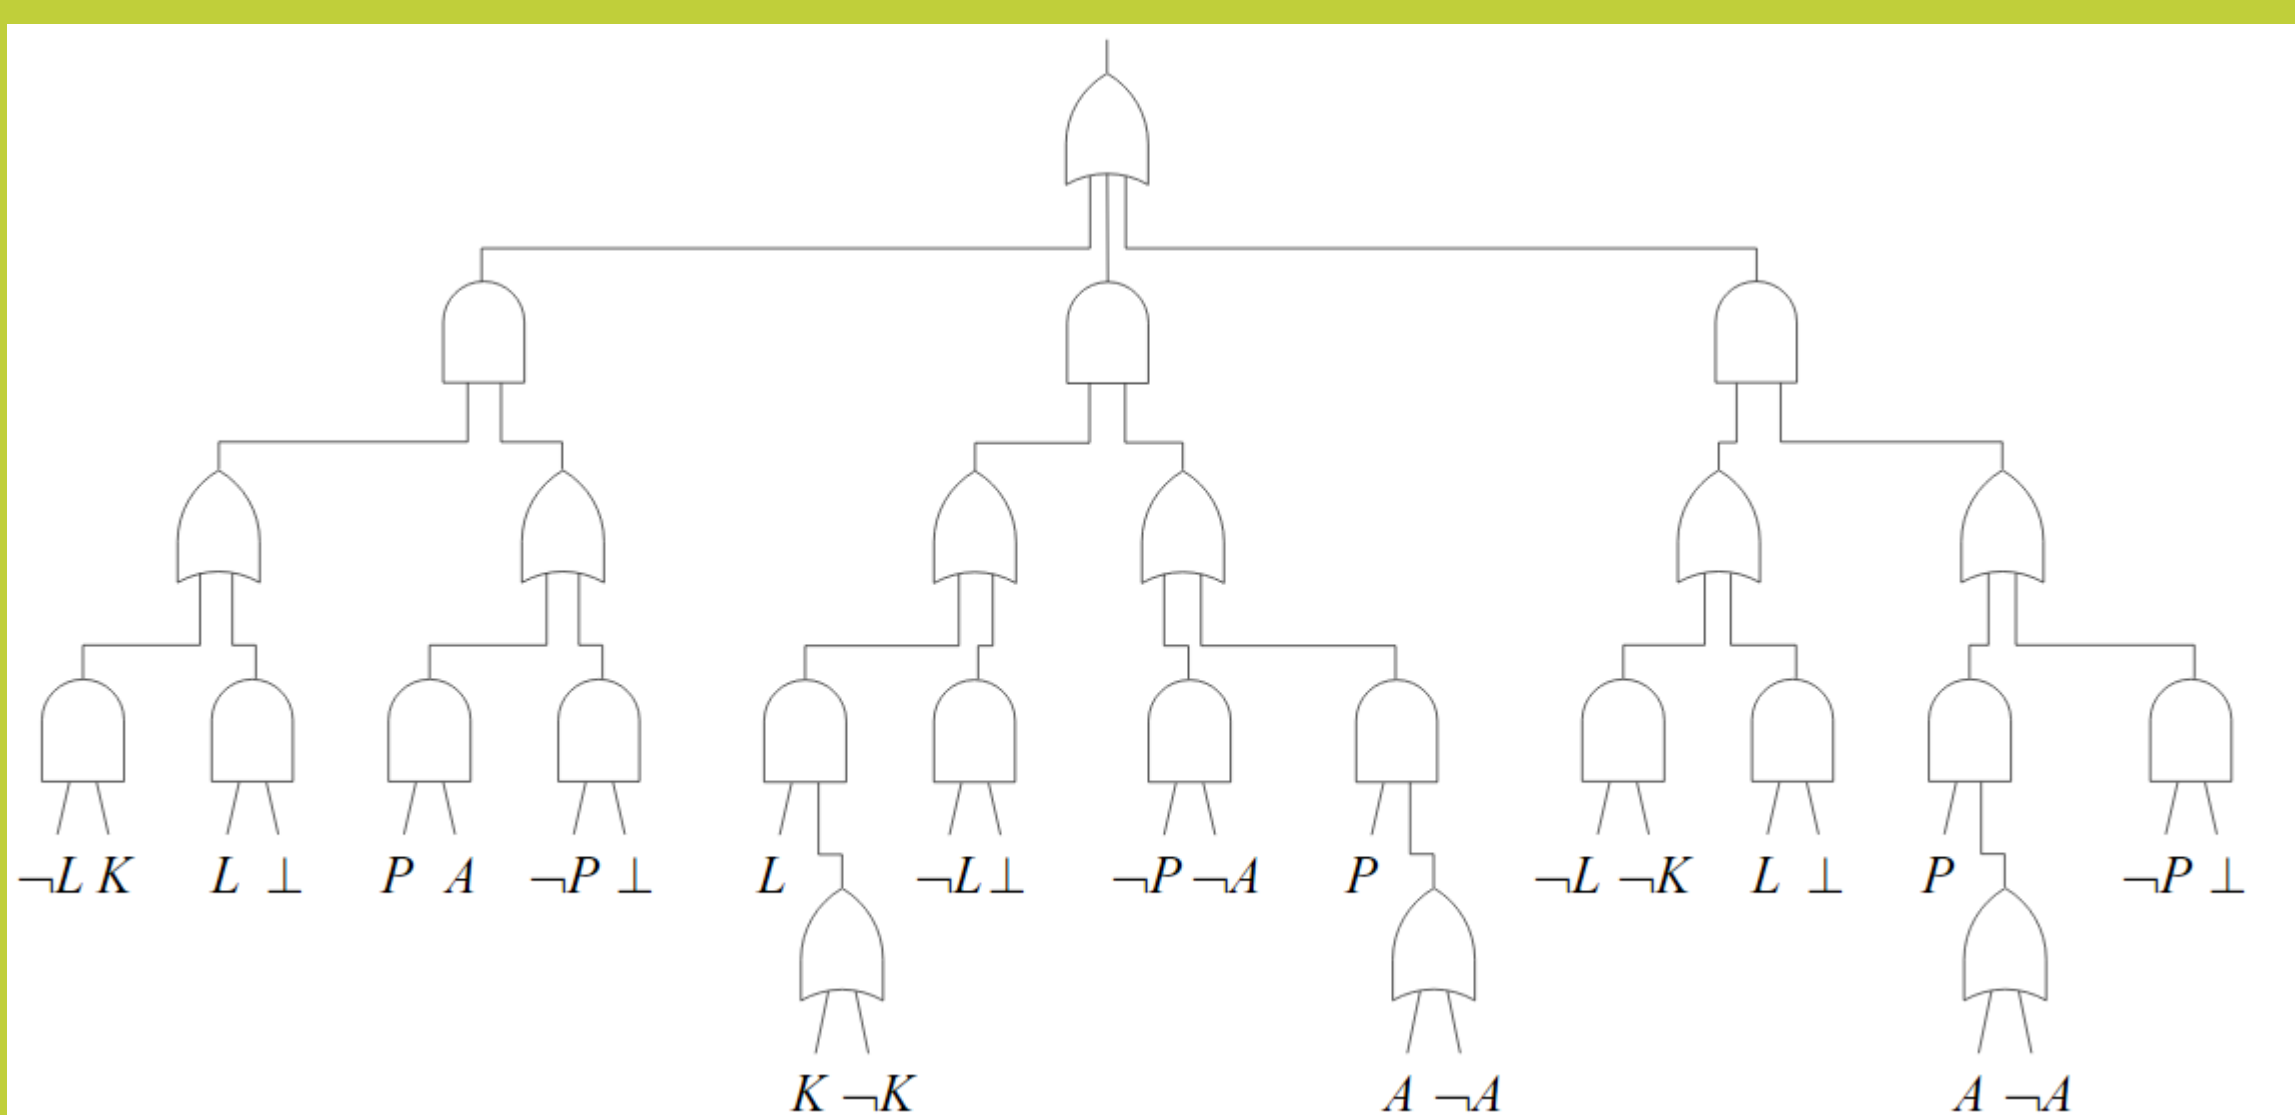 ¬L K L ⊥ P A ¬P ⊥ L ¬L ⊥ ¬P ¬A P ¬L ¬K L ⊥ P ¬P ⊥
K ¬K A ¬A A ¬A